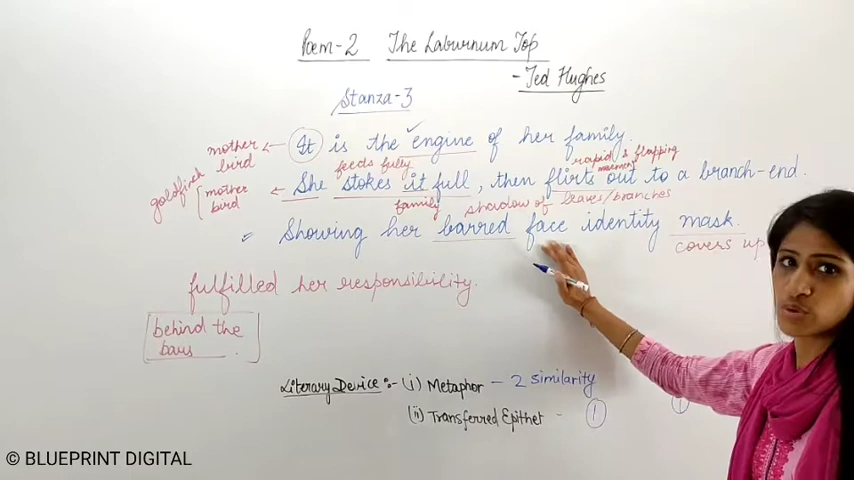 Poem-2 The Laburnum Top
- Ted Hughes
Stanza-3
mother bird
It is the engine of her family.
feeds fully
rapid & flapping movement
goldfinch
mother bird
She stokes it full, then flirts out to a branch-end.
family
shadow of leaves/branches
Showing her barred face identity mask.
covers up
fulfilled her responsibility.
behind the bars.
Literary Device:- (i) Metaphor - 2 similarity
(ii) Transferred Epithet - 1
© BLUEPRINT DIGITAL